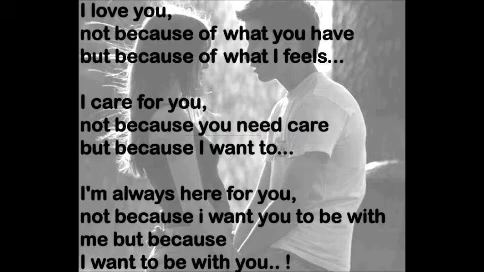 I love you,
not because of what you have
but because of what I feels...
I care for you,
not because you need care
but because I want to...
I'm always here for you,
not because i want you to be with
me but because
I want to be with you.. !